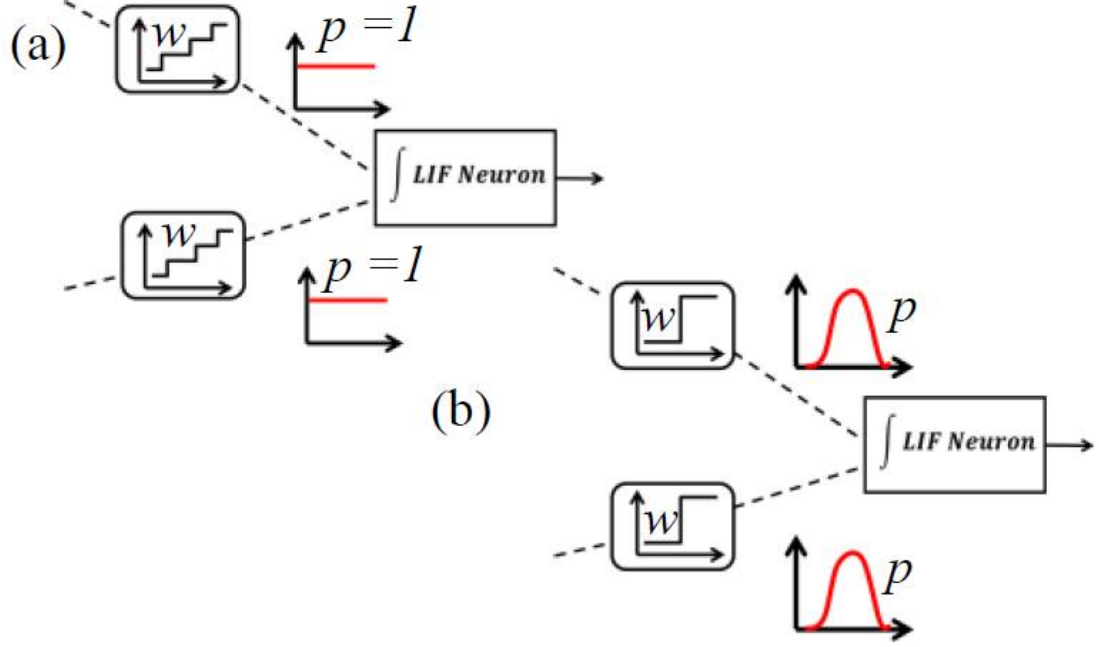 (a)
w
p = 1
∫ LIF Neuron
w
p = 1
(b)
w
p
∫ LIF Neuron
w
p